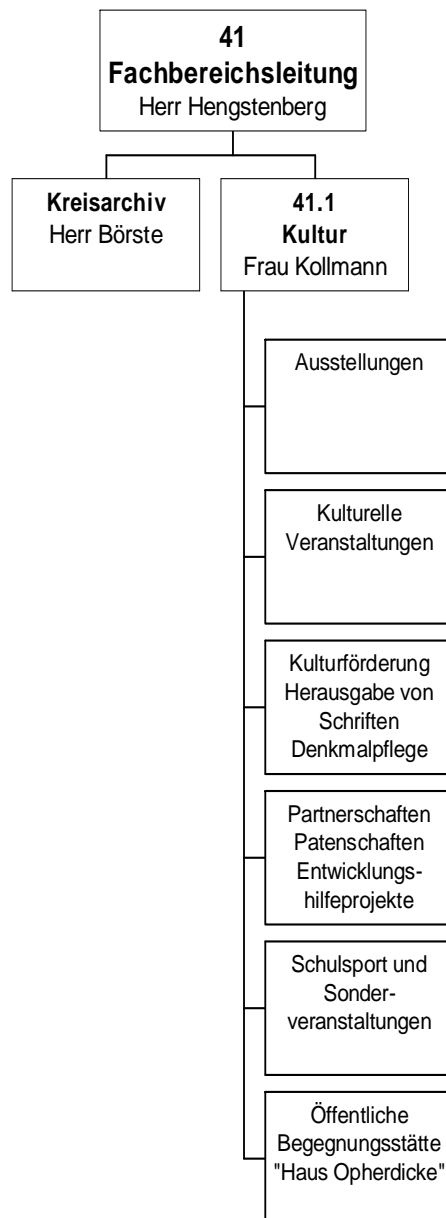 41
Fachbereichsleitung
Herr Hengstenberg
Kreisarchiv
Herr Börste
41.1
Kultur
Frau Kollmann
Ausstellungen
Kulturelle
Veranstaltungen
Kulturförderung
Herausgabe von
Schriften
Denkmalpflege
Partnerschaften
Patenschaften
Entwicklungs-
hilfeprojekte
Schulsport und
Sonder-
veranstaltungen
Öffentliche
Begegnungsstätte
"Haus Opherdicke"